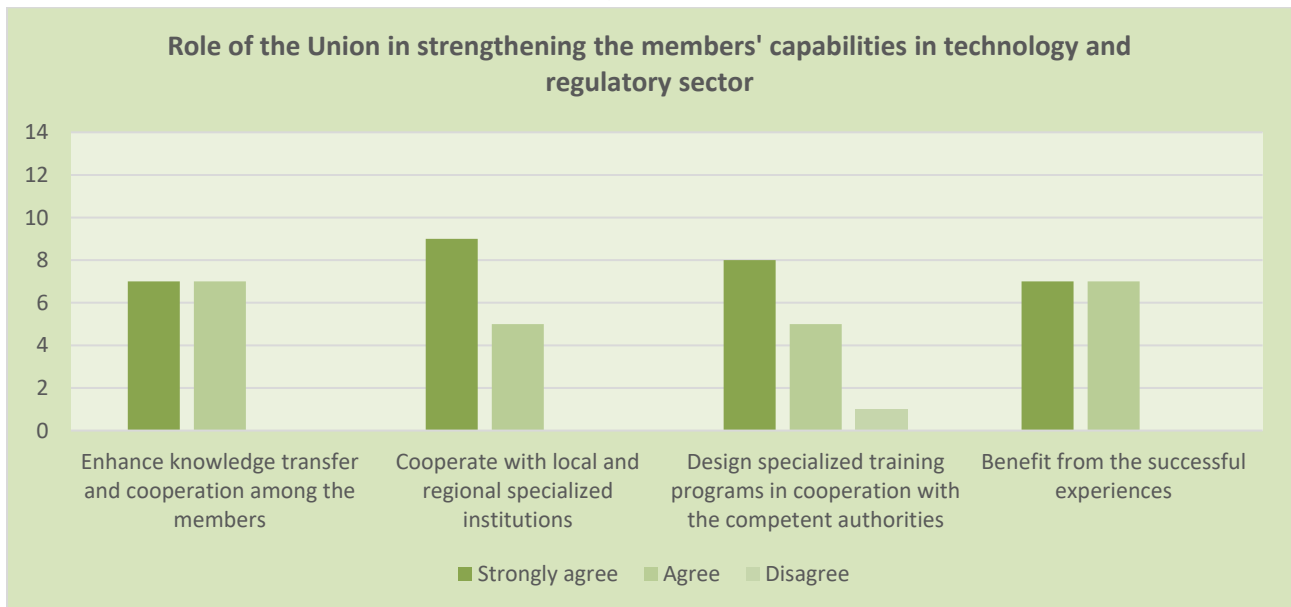 Role of the Union in strengthening the members' capabilities in technology and
regulatory sector
14
12
10
8
6
4
2
0
Enhance knowledge transfer
and cooperation among the
members
Cooperate with local and
regional specialized
institutions
Design specialized training
programs in cooperation with
the competent authorities
Benefit from the successful
experiences
Strongly agree
Agree
Disagree